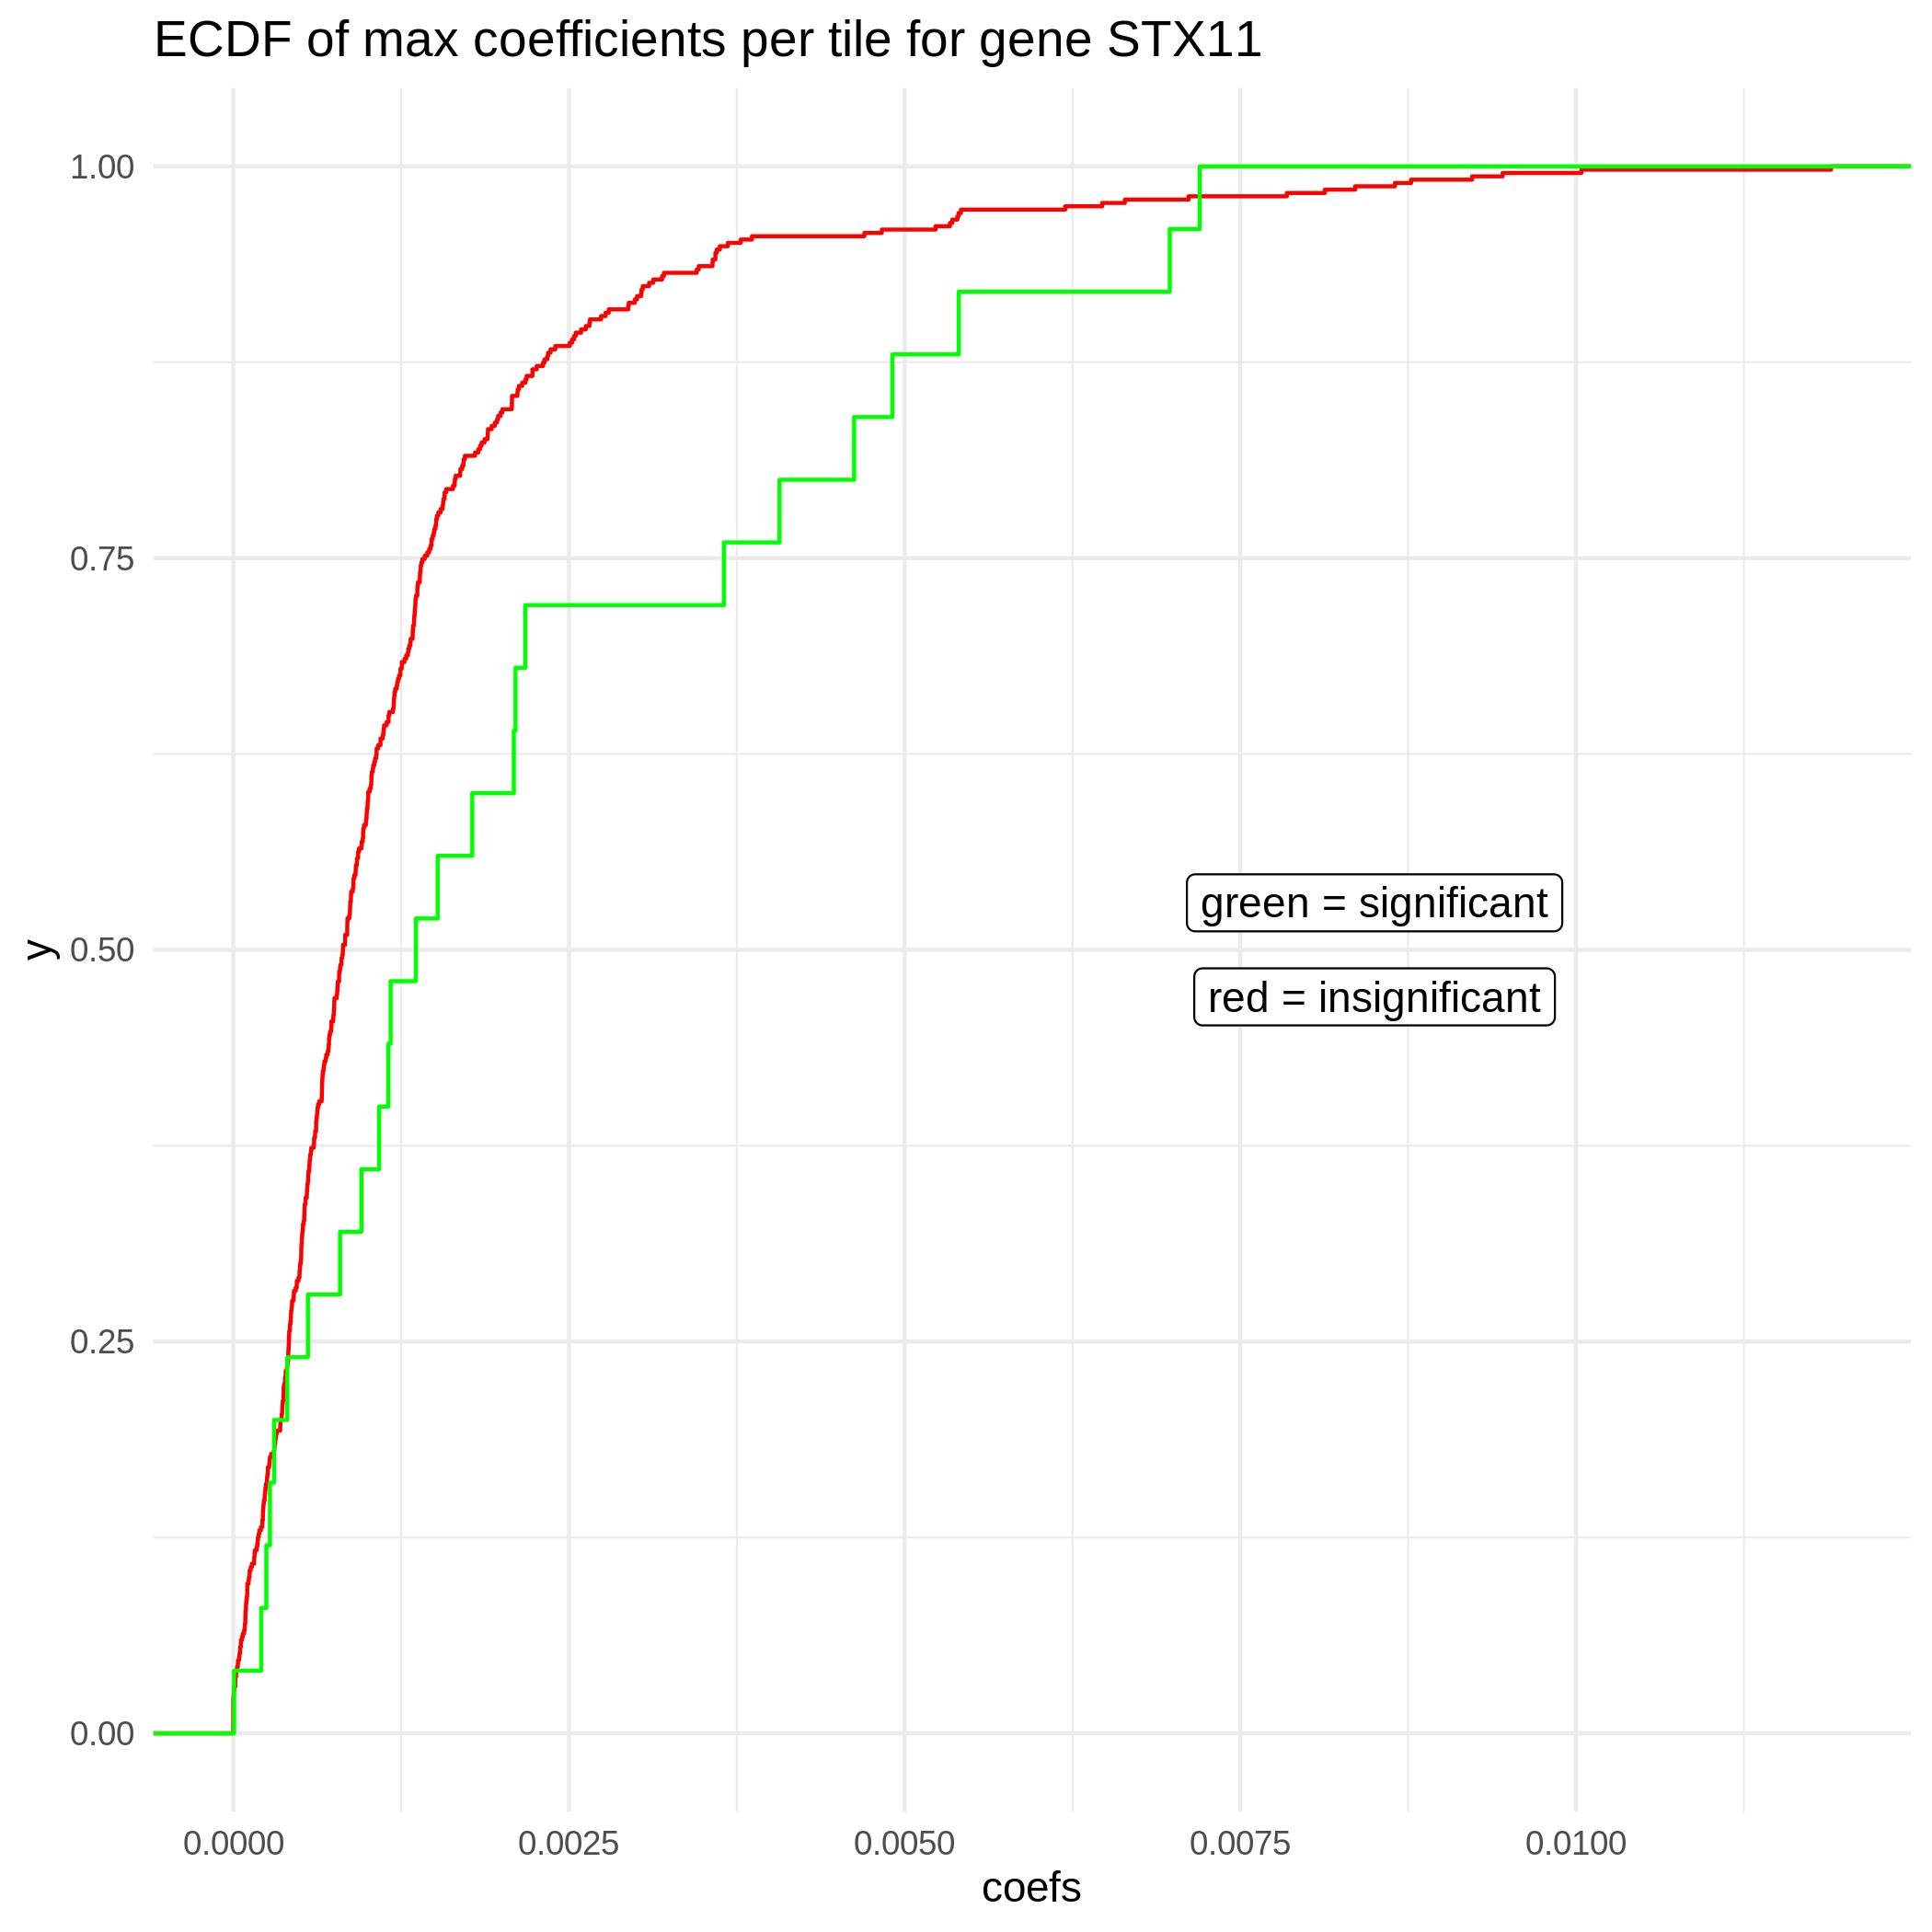 ECDF of max coefficients per tile for gene STX11
1.00
0.75
0.50
0.25
0.00
y
green = significant
red = insignificant
0.0000 0.0025 0.0050 0.0075 0.0100
coefs